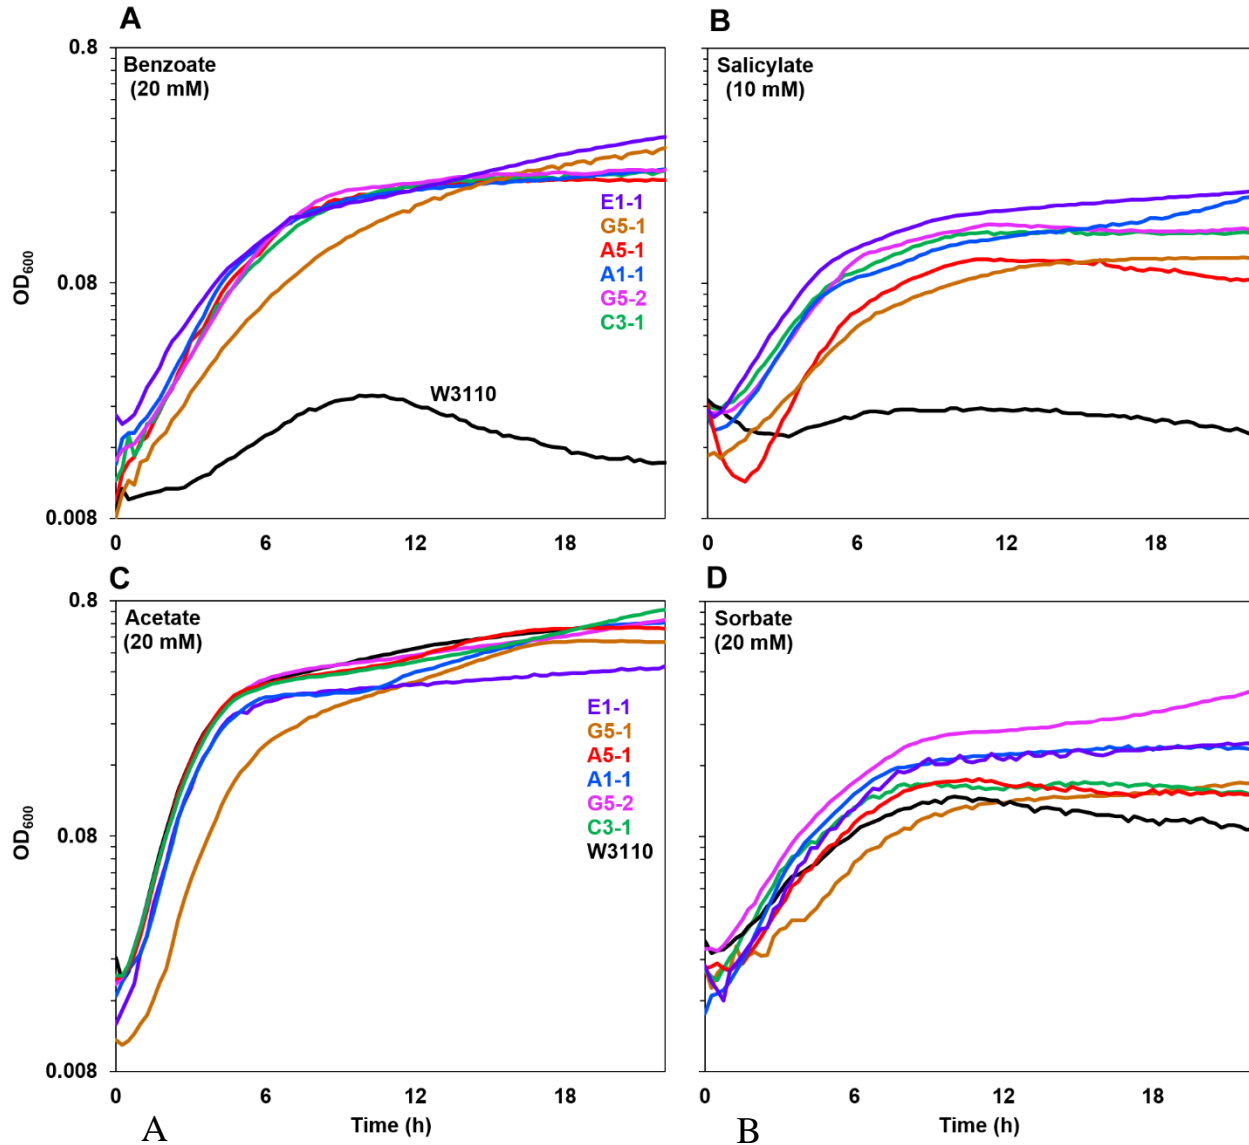 A
B
0.8
Benzoate
(20 mM)
Salicylate
(10 mM)
E1-1
G5-1
A5-1
A1-1
G5-2
C3-1
OD600
0.08
W3110
0.008
0 6 12 18
0 6 12 18
C
D
0.8
Acetate
(20 mM)
Sorbate
(20 mM)
E1-1
G5-1
A5-1
A1-1
G5-2
C3-1
W3110
OD600
0.08
0.008
0 6 12 18
0 6 12 18
Time (h)
Time (h)
A
B